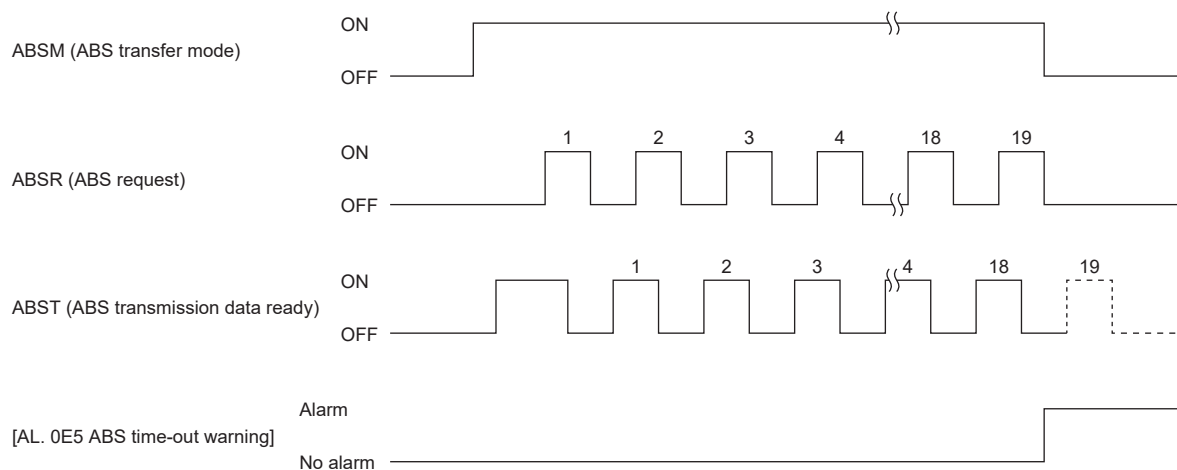 ABSM (ABS transfer mode)
ON
OFF
ABSR (ABS request)
ON
OFF
1 2 3 4 18 19
ABST (ABS transmission data ready)
ON
OFF
1 2 3 4 18 19
[AL. 0E5 ABS time-out warning]
Alarm
No alarm